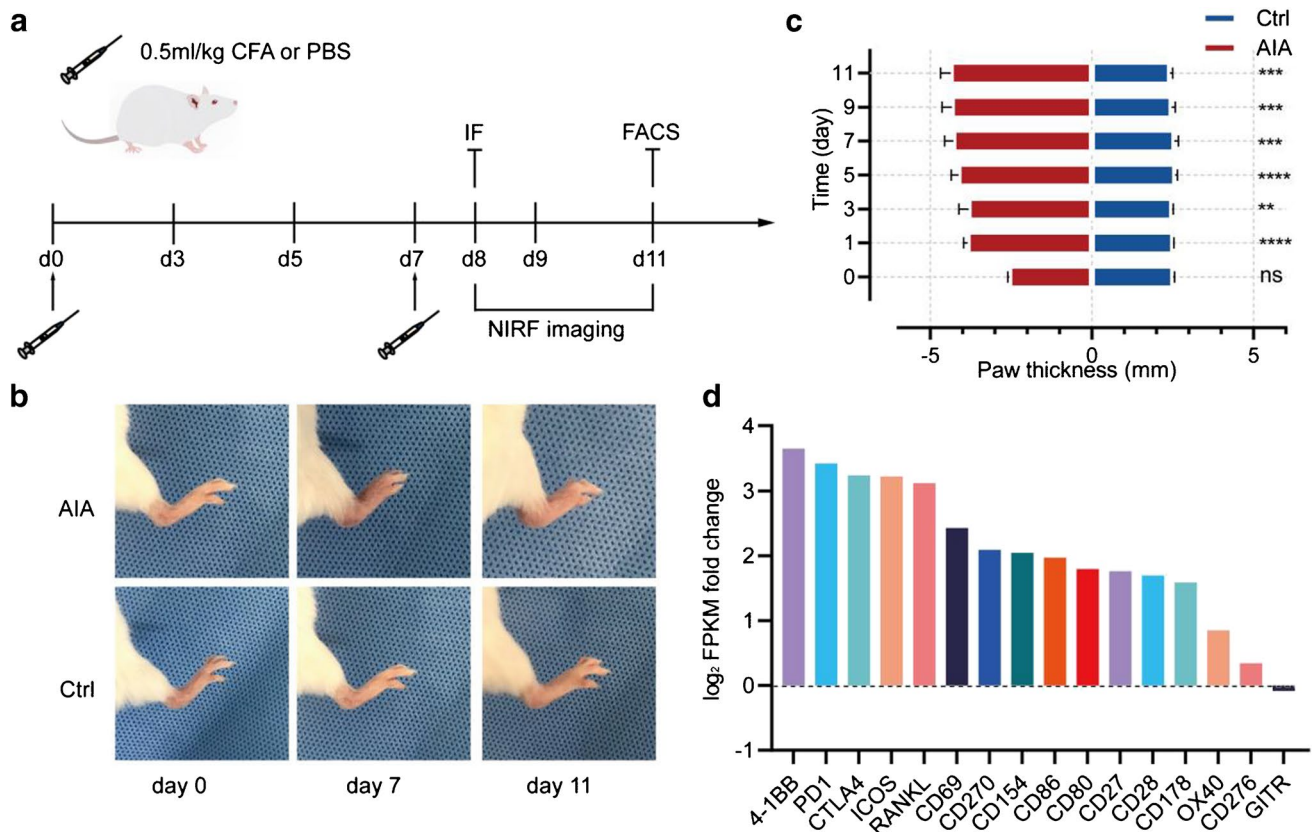 a
0.5ml/kg CFA or PBS
IF
FACS
d0
d3
d5
d7
d8
d9
d11
NIRF imaging
b
AIA
Ctrl
day 0
day 7
day 11
c
Ctrl
AIA
Time (day)
11
***
9
***
7
***
5
****
3
**
1
****
0
ns
-5
0
5
Paw thickness (mm)
d
log₂ FPKM fold change
4
3
2
1
0
-1
4-1BB
PD1
CTLA4
ICOS
RANKL
CD69
CD270
CD154
CD86
CD80
CD27
CD28
CD178
OX40
CD276
GITR